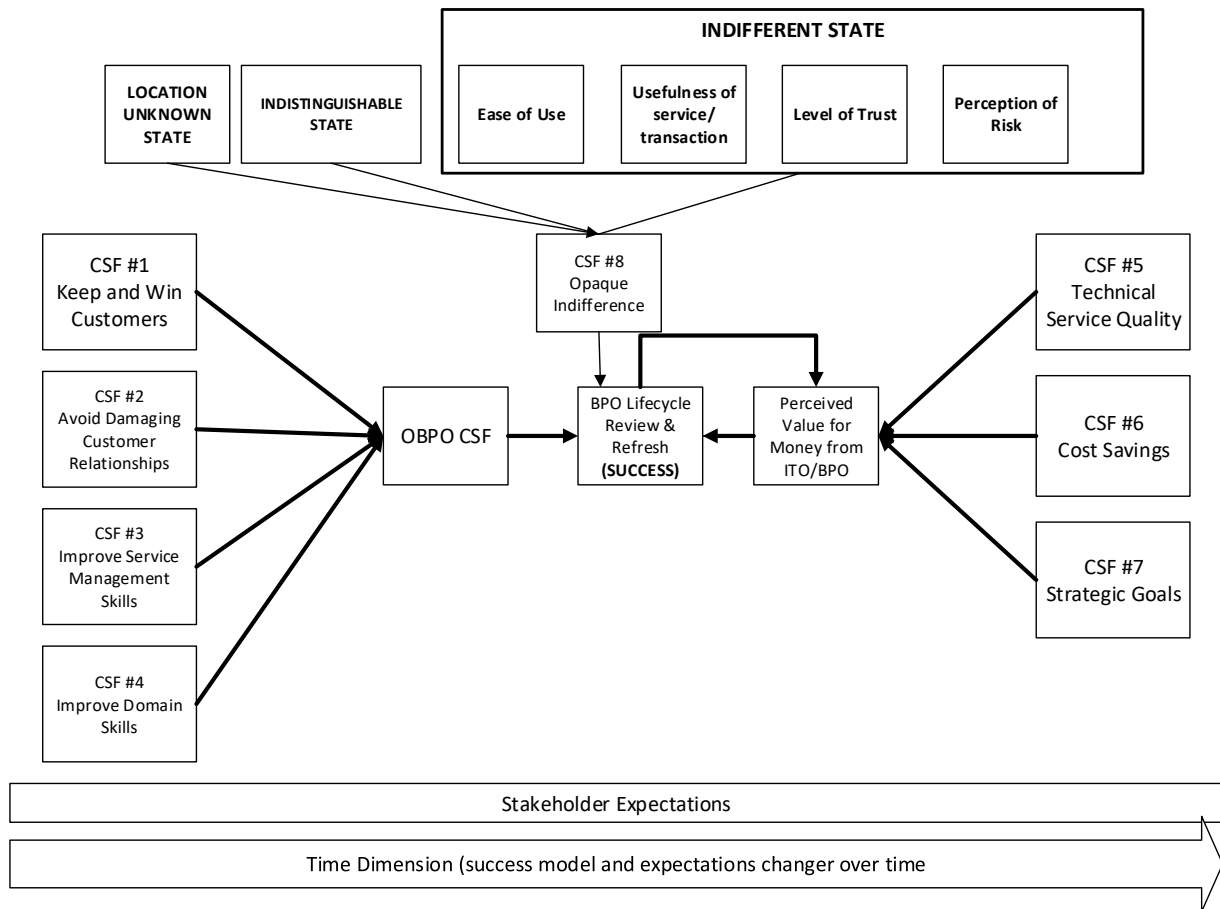 INDIFFERENT STATE
LOCATION
UNKNOWN
STATE
INDISTINGUISHABLE
STATE
Ease of Use
Usefulness of
service/
transaction
Level of Trust
Perception of
Risk
CSF #1
Keep and Win
Customers
CSF #8
Opaque
Indifference
CSF #5
Technical
Service Quality
CSF #2
Avoid Damaging
Customer
Relationships
OBPO CSF
BPO Lifecycle
Review &
Refresh
(SUCCESS)
Perceived
Value for
Money from
ITO/BPO
CSF #6
Cost Savings
CSF #3
Improve Service
Management
Skills
CSF #7
Strategic Goals
CSF #4
Improve Domain
Skills
Stakeholder Expectations
Time Dimension (success model and expectations changer over time